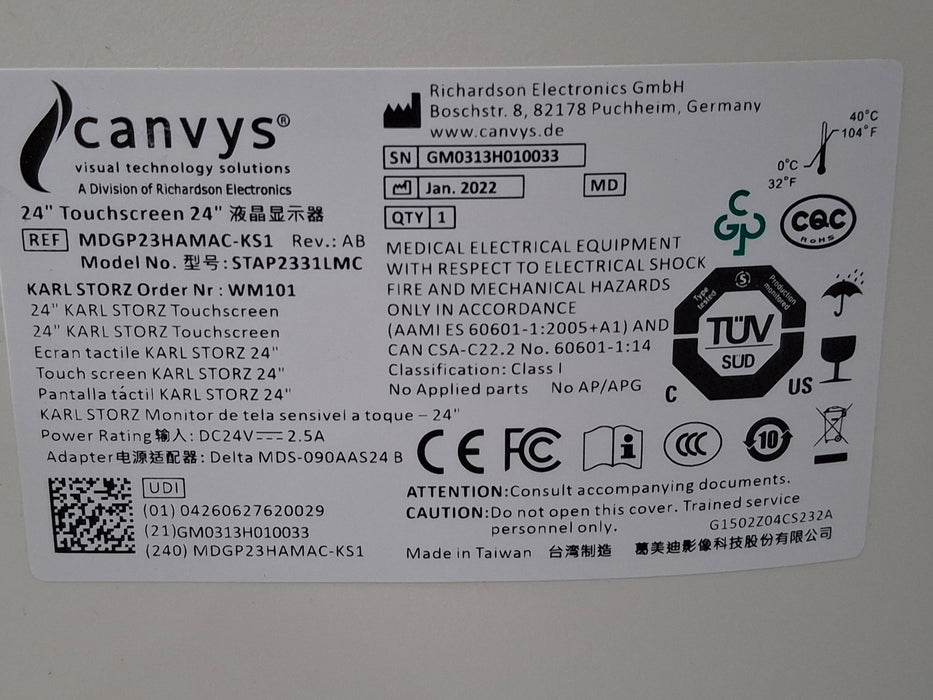 canvys®
visual technology solutions
A Division of Richardson Electronics
24" Touchscreen 24" 液晶显示器
REF MDGP23HAMAC-KS1 Rev.: AB
Model No. 型号: STAP2331LMC
KARL STORZ Order Nr : WM101
24" KARL STORZ Touchscreen
24" KARL STORZ Touchscreen
Ecran tactile KARL STORZ 24"
Touch screen KARL STORZ 24"
Pantalla táctil KARL STORZ 24"
KARL STORZ Monitor de tela sensivel a toque – 24"
Power Rating 输入: DC24V⎓ 2.5A
Adapter电源适配器: Delta MDS-090AAS24 B
UDI
(01) 04260627620029
(21)GM0313H010033
(240) MDGP23HAMAC-KS1
Richardson Electronics GmbH
Boschstr. 8, 82178 Puchheim, Germany
www.canvys.de
SN GM0313H010033
Jan. 2022 MD
QTY 1
MEDICAL ELECTRICAL EQUIPMENT
WITH RESPECT TO ELECTRICAL SHOCK
FIRE AND MECHANICAL HAZARDS
ONLY IN ACCORDANCE
(AAMI ES 60601-1:2005+A1) AND
CAN CSA-C22.2 No. 60601-1:14
Classification: Class I
No Applied parts No AP/APG
40°C
104°F
0°C
32°F
CGP
CQC
RoHS
Type tested
S
Production monitored
TÜV
SÜD
C US
CE FC i CCC 10
ATTENTION:Consult accompanying documents.
CAUTION:Do not open this cover. Trained service
personnel only.
G1502Z04CS232A
Made in Taiwan 台湾制造 葛美迪影像科技股份有限公司